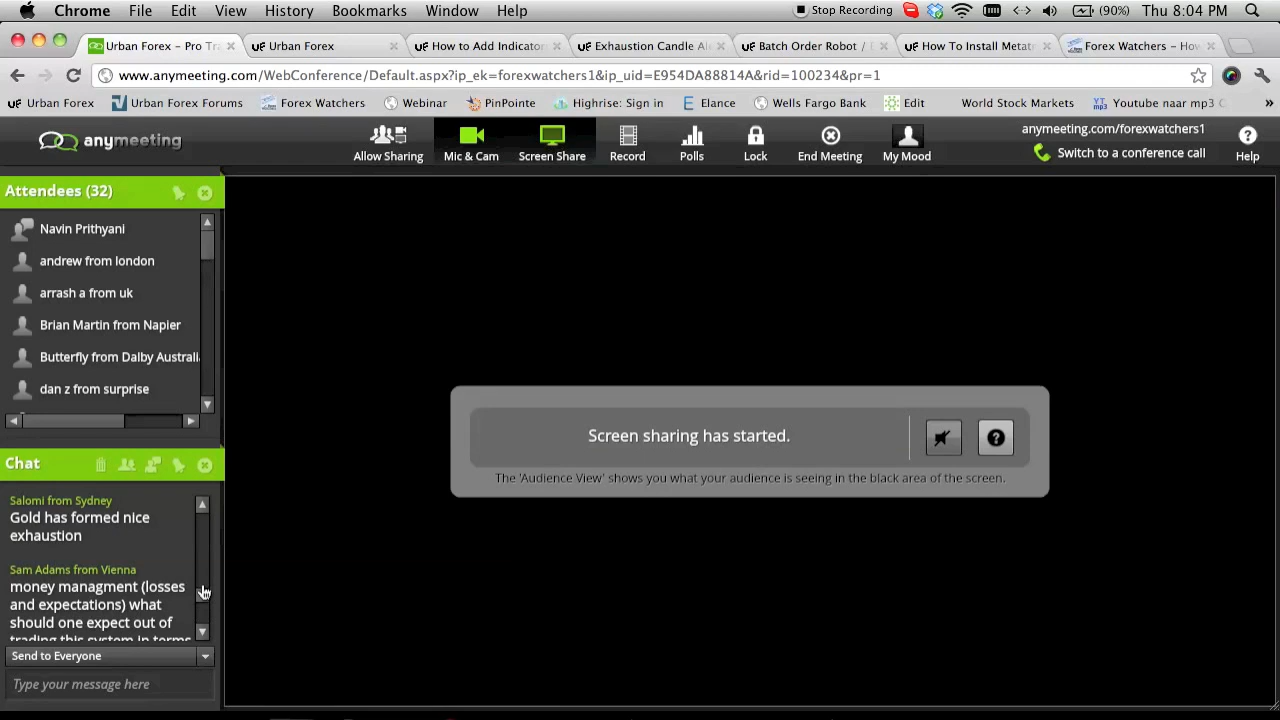 Chrome File Edit View History Bookmarks Window Help Stop Recording (90%) Thu 8:04 PM
Urban Forex – Pro Tra Urban Forex How to Add Indicator Exhaustion Candle Al Batch Order Robot / How To Install Metat Forex Watchers – How
www.anymeeting.com/WebConference/Default.aspx?ip_ek=forexwatchers1&ip_uid=E954DA88814A&rid=100234&pr=1
Urban Forex Urban Forex Forums Forex Watchers Webinar PinPointe Highrise: Sign in Elance Wells Fargo Bank Edit World Stock Markets Youtube naar mp3 C »
anymeeting
Allow Sharing Mic & Cam Screen Share Record Polls Lock End Meeting My Mood
anymeeting.com/forexwatchers1
Switch to a conference call
Help
Attendees (32)
Navin Prithyani
andrew from london
arrash a from uk
Brian Martin from Napier
Butterfly from Dalby Australi
dan z from surprise
Screen sharing has started.
The 'Audience View' shows you what your audience is seeing in the black area of the screen.
Chat
Salomi from Sydney
Gold has formed nice
exhaustion
Sam Adams from Vienna
money managment (losses
and expectations) what
should one expect out of
trading this system in terms
Send to Everyone
Type your message here